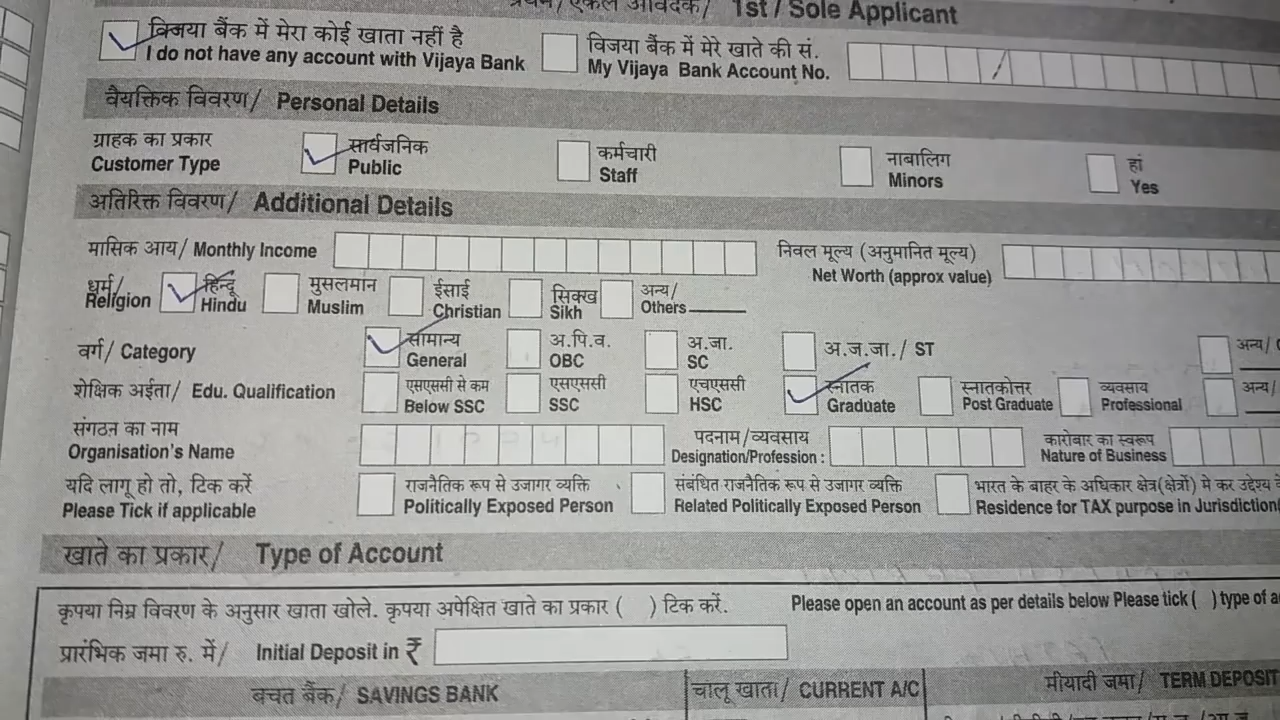 प्रथम/एकल आवेदक/ 1st / Sole Applicant
विजया बैंक में मेरा कोई खाता नहीं है विजया बैंक में मेरे खाते की सं.
I do not have any account with Vijaya Bank My Vijaya Bank Account No. /
वैयक्तिक विवरण/ Personal Details
ग्राहक का प्रकार सार्वजनिक कर्मचारी नाबालिग हां
Customer Type Public Staff Minors Yes
अतिरिक्त विवरण/ Additional Details
मासिक आय/ Monthly Income निवल मूल्य (अनुमानित मूल्य)
Net Worth (approx value)
धर्म/ हिन्दू मुसलमान ईसाई सिक्ख अन्य/
Religion Hindu Muslim Christian Sikh Others
वर्ग/ Category सामान्य अ.पि.व. अ.जा. अ.ज.जा./ ST अन्य/
General OBC SC
शेक्षिक अईता/ Edu. Qualification एसएससी से कम एसएससी एचएससी स्नातक स्नातकोत्तर व्यवसाय अन्य/
Below SSC SSC HSC Graduate Post Graduate Professional
संगठन का नाम पदनाम/व्यवसाय कारोबार का स्वरूप
Organisation's Name Designation/Profession : Nature of Business
यदि लागू हो तो, टिक करें राजनैतिक रूप से उजागर व्यक्ति संबंधित राजनैतिक रूप से उजागर व्यक्ति भारत के बाहर के अधिकार क्षेत्र(क्षेत्रों) मे कर उद्देश्य
Please Tick if applicable Politically Exposed Person Related Politically Exposed Person Residence for TAX purpose in Jurisdiction
खाते का प्रकार/ Type of Account
कृपया निम्न विवरण के अनुसार खाता खोले. कृपया अपेक्षित खाते का प्रकार ( ) टिक करें. Please open an account as per details below Please tick ( ) type of
प्रारंभिक जमा रु. में/ Initial Deposit in ₹
बचत बैंक/ SAVINGS BANK चालू खाता/ CURRENT A/C मीयादी जमा/ TERM DEPOSIT